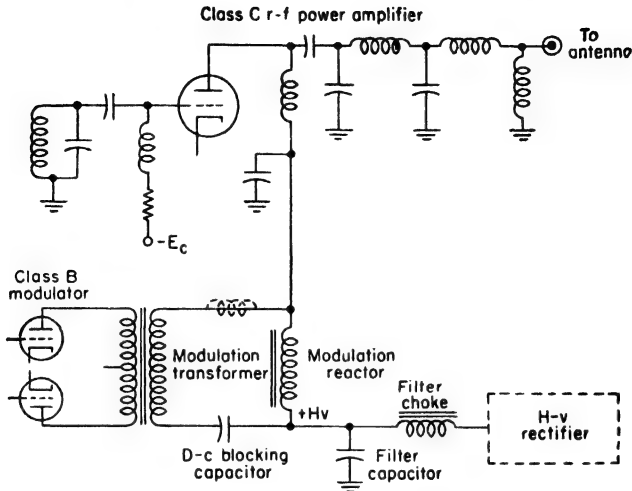 Class C r-f power amplifier
To
antenna
-Ec
Class B
modulator
Modulation
transformer
Modulation
reactor
Filter
choke
H-v
rectifier
+Hv
D-c blocking
capacitor
Filter
capacitor